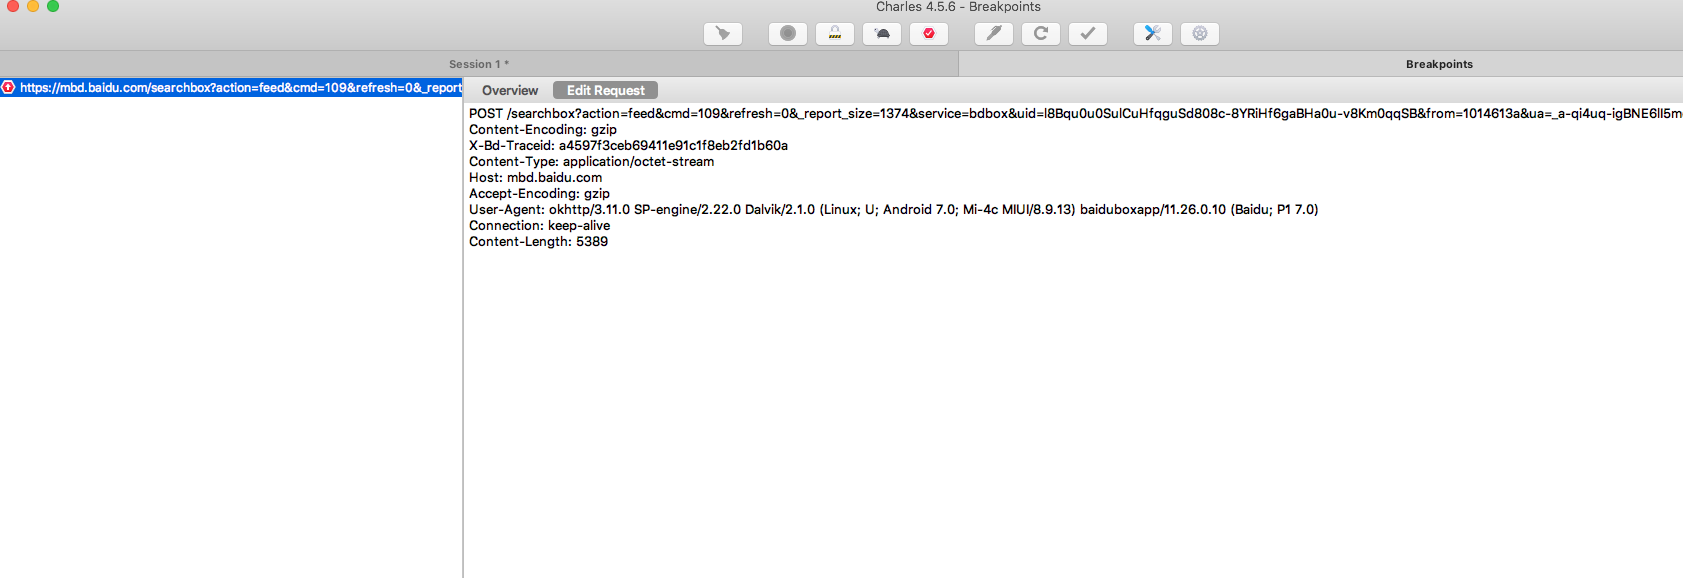 Charles 4.5.6 - Breakpoints
Session 1 *
Breakpoints
https://mbd.baidu.com/searchbox?action=feed&cmd=109&refresh=0&_report
Overview
Edit Request
POST /searchbox?action=feed&cmd=109&refresh=0&_report_size=1374&service=bdbox&uid=l8Bqu0u0SulCuHfqguSd808c-8YRiHf6gaBHa0u-v8Km0qqSB&from=1014613a&ua=_a-qi4uq-igBNE6lI5m
Content-Encoding: gzip
X-Bd-Traceid: a4597f3ceb69411e91c1f8eb2fd1b60a
Content-Type: application/octet-stream
Host: mbd.baidu.com
Accept-Encoding: gzip
User-Agent: okhttp/3.11.0 SP-engine/2.22.0 Dalvik/2.1.0 (Linux; U; Android 7.0; Mi-4c MIUI/8.9.13) baiduboxapp/11.26.0.10 (Baidu; P1 7.0)
Connection: keep-alive
Content-Length: 5389